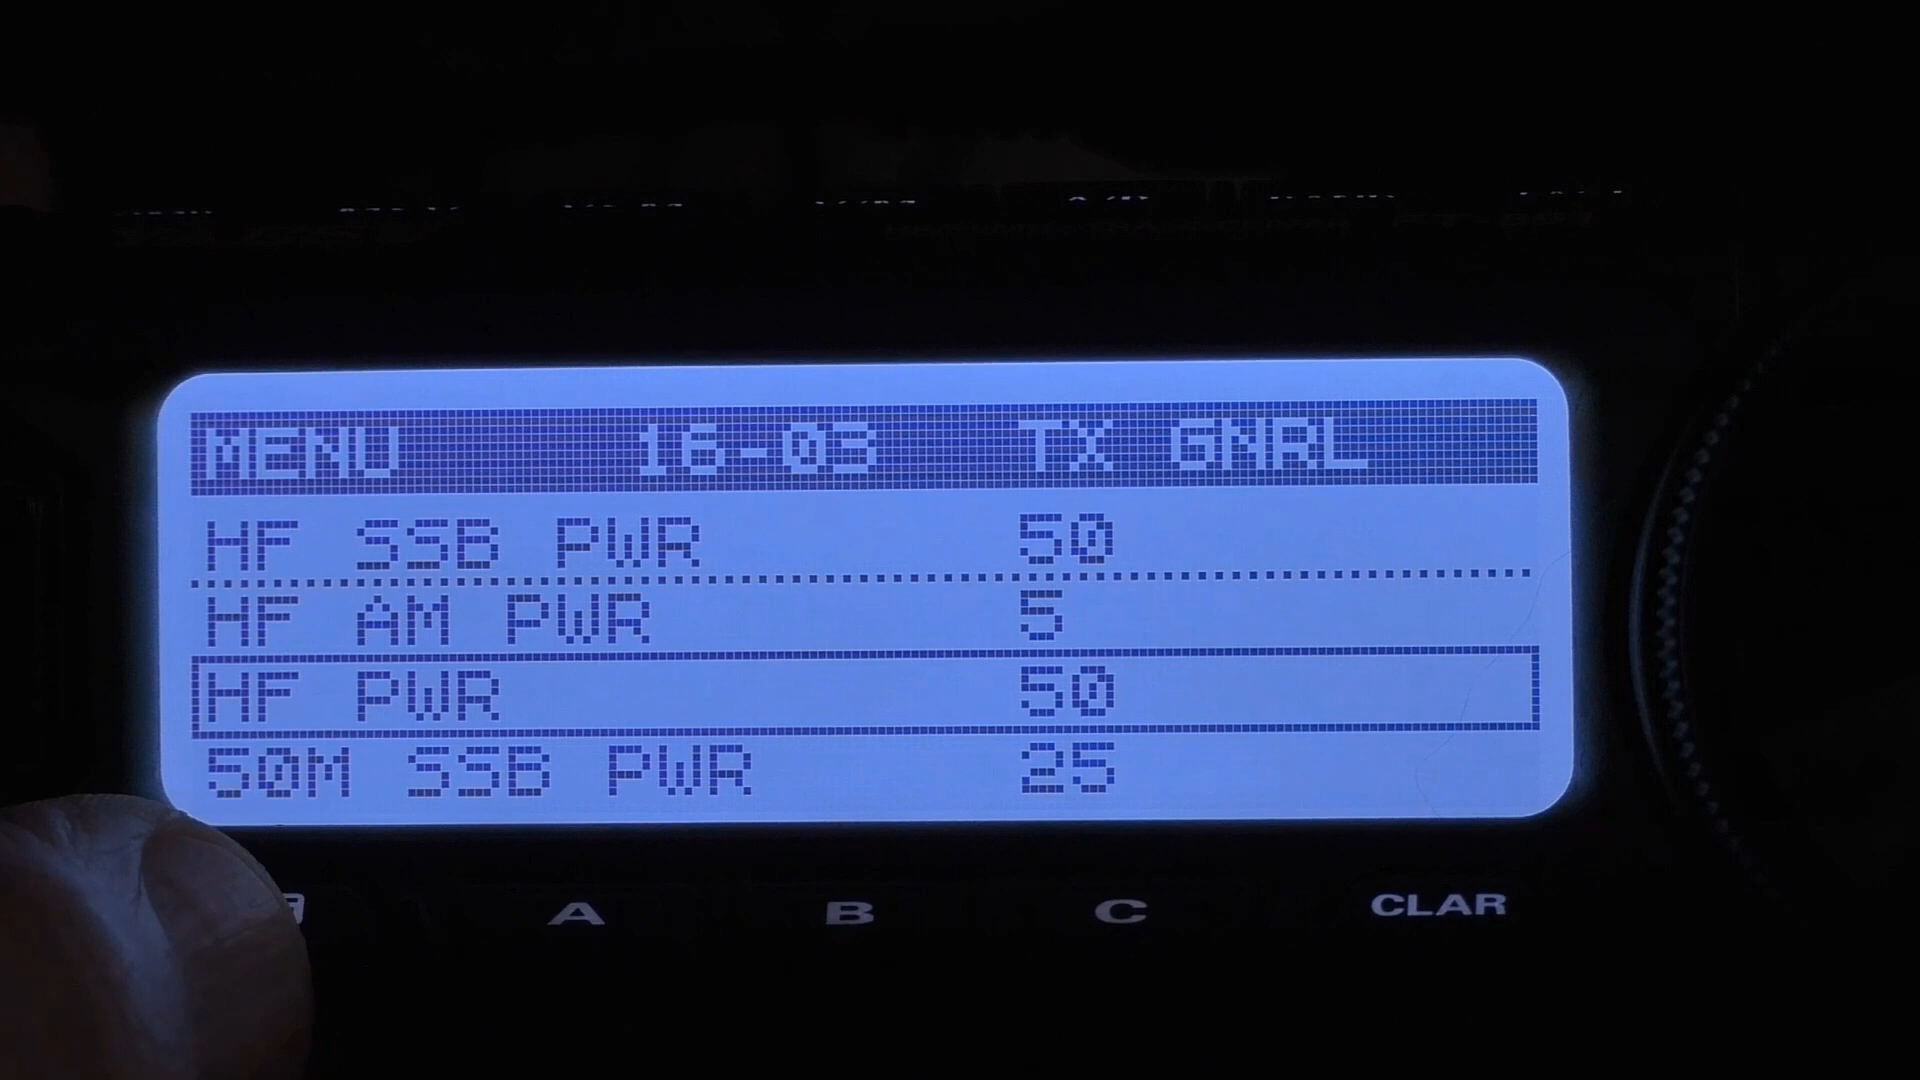 MENU 16-03 TX GNRL
HF SSB PWR 50
HF AM PWR 5
HF PWR 50
50M SSB PWR 25
A B C CLAR